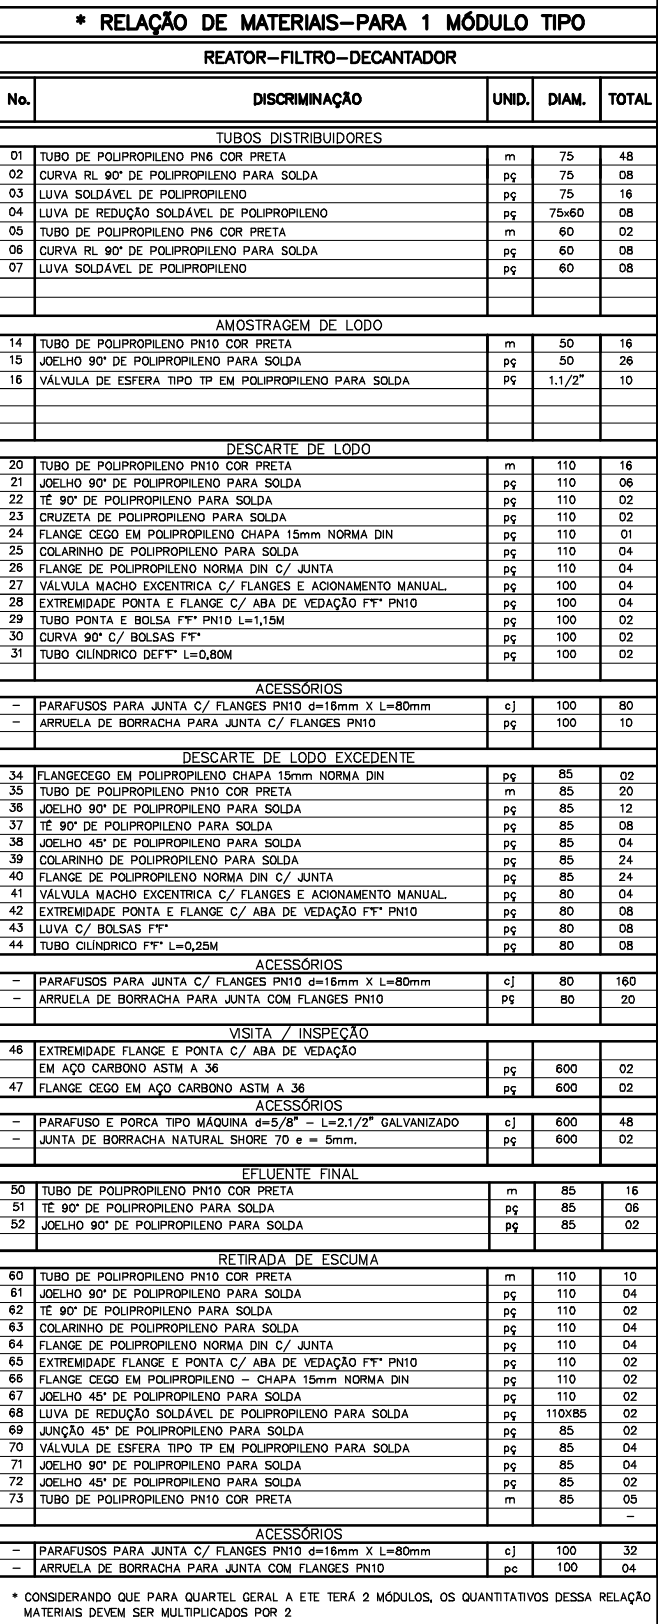 * RELAÇÃO DE MATERIAIS-PARA 1 MÓDULO TIPO
REATOR-FILTRO-DECANTADOR
No. DISCRIMINAÇÃO UNID. DIAM. TOTAL
TUBOS DISTRIBUIDORES
01 TUBO DE POLIPROPILENO PN6 COR PRETA m 75 48
02 CURVA RL 90° DE POLIPROPILENO PARA SOLDA pç 75 08
03 LUVA SOLDÁVEL DE POLIPROPILENO pç 75 16
04 LUVA DE REDUÇÃO SOLDÁVEL DE POLIPROPILENO pç 75x60 08
05 TUBO DE POLIPROPILENO PN6 COR PRETA m 60 02
06 CURVA RL 90° DE POLIPROPILENO PARA SOLDA pç 60 08
07 LUVA SOLDÁVEL DE POLIPROPILENO pç 60 08
AMOSTRAGEM DE LODO
14 TUBO DE POLIPROPILENO PN10 COR PRETA m 50 16
15 JOELHO 90° DE POLIPROPILENO PARA SOLDA pç 50 26
16 VÁLVULA DE ESFERA TIPO TP EM POLIPROPILENO PARA SOLDA PÇ 1.1/2" 10
DESCARTE DE LODO
20 TUBO DE POLIPROPILENO PN10 COR PRETA m 110 16
21 JOELHO 90° DE POLIPROPILENO PARA SOLDA pç 110 06
22 TÊ 90° DE POLIPROPILENO PARA SOLDA pç 110 02
23 CRUZETA DE POLIPROPILENO PARA SOLDA pç 110 02
24 FLANGE CEGO EM POLIPROPILENO CHAPA 15mm NORMA DIN pç 110 01
25 COLARINHO DE POLIPROPILENO PARA SOLDA pç 110 04
26 FLANGE DE POLIPROPILENO NORMA DIN C/ JUNTA pç 110 04
27 VÁLVULA MACHO EXCENTRICA C/ FLANGES E ACIONAMENTO MANUAL. pç 100 04
28 EXTREMIDADE PONTA E FLANGE C/ ABA DE VEDAÇÃO F°F° PN10 pç 100 04
29 TUBO PONTA E BOLSA F°F° PN10 L=1,15M pç 100 02
30 CURVA 90° C/ BOLSAS F°F° pç 100 02
31 TUBO CILÍNDRICO DEF°F° L=0,80M pç 100 02
ACESSÓRIOS
- PARAFUSOS PARA JUNTA C/ FLANGES PN10 d=16mm X L=80mm cj 100 80
- ARRUELA DE BORRACHA PARA JUNTA C/ FLANGES PN10 pç 100 10
DESCARTE DE LODO EXCEDENTE
34 FLANGECEGO EM POLIPROPILENO CHAPA 15mm NORMA DIN pç 85 02
35 TUBO DE POLIPROPILENO PN10 COR PRETA m 85 20
36 JOELHO 90° DE POLIPROPILENO PARA SOLDA pç 85 12
37 TÊ 90° DE POLIPROPILENO PARA SOLDA pç 85 08
38 JOELHO 45° DE POLIPROPILENO PARA SOLDA pç 85 04
39 COLARINHO DE POLIPROPILENO PARA SOLDA pç 85 24
40 FLANGE DE POLIPROPILENO NORMA DIN C/ JUNTA pç 85 24
41 VÁLVULA MACHO EXCENTRICA C/ FLANGES E ACIONAMENTO MANUAL. pç 80 04
42 EXTREMIDADE PONTA E FLANGE C/ ABA DE VEDAÇÃO F°F° PN10 pç 80 08
43 LUVA C/ BOLSAS F°F° pç 80 08
44 TUBO CILÍNDRICO F°F° L=0,25M pç 80 08
ACESSÓRIOS
- PARAFUSOS PARA JUNTA C/ FLANGES PN10 d=16mm X L=80mm cj 80 160
- ARRUELA DE BORRACHA PARA JUNTA COM FLANGES PN10 PÇ 80 20
VISITA / INSPEÇÃO
46 EXTREMIDADE FLANGE E PONTA C/ ABA DE VEDAÇÃO
EM AÇO CARBONO ASTM A 36 pç 600 02
47 FLANGE CEGO EM AÇO CARBONO ASTM A 36 pç 600 02
ACESSÓRIOS
- PARAFUSO E PORCA TIPO MÁQUINA d=5/8" - L=2.1/2" GALVANIZADO cj 600 48
- JUNTA DE BORRACHA NATURAL SHORE 70 e = 5mm. pç 600 02
EFLUENTE FINAL
50 TUBO DE POLIPROPILENO PN10 COR PRETA m 85 16
51 TÊ 90° DE POLIPROPILENO PARA SOLDA pç 85 06
52 JOELHO 90° DE POLIPROPILENO PARA SOLDA pç 85 02
RETIRADA DE ESCUMA
60 TUBO DE POLIPROPILENO PN10 COR PRETA m 110 10
61 JOELHO 90° DE POLIPROPILENO PARA SOLDA pç 110 04
62 TÊ 90° DE POLIPROPILENO PARA SOLDA pç 110 02
63 COLARINHO DE POLIPROPILENO PARA SOLDA pç 110 04
64 FLANGE DE POLIPROPILENO NORMA DIN C/ JUNTA pç 110 04
65 EXTREMIDADE FLANGE E PONTA C/ ABA DE VEDAÇÃO F°F° PN10 pç 110 02
66 FLANGE CEGO EM POLIPROPILENO - CHAPA 15mm NORMA DIN pç 110 02
67 JOELHO 45° DE POLIPROPILENO PARA SOLDA pç 110 02
68 LUVA DE REDUÇÃO SOLDÁVEL DE POLIPROPILENO PARA SOLDA pç 110X85 02
69 JUNÇÃO 45° DE POLIPROPILENO PARA SOLDA pç 85 02
70 VÁLVULA DE ESFERA TIPO TP EM POLIPROPILENO PARA SOLDA pç 85 04
71 JOELHO 90° DE POLIPROPILENO PARA SOLDA pç 85 04
72 JOELHO 45° DE POLIPROPILENO PARA SOLDA pç 85 02
73 TUBO DE POLIPROPILENO PN10 COR PRETA m 85 05
-
ACESSÓRIOS
- PARAFUSOS PARA JUNTA C/ FLANGES PN10 d=16mm X L=80mm cj 100 32
- ARRUELA DE BORRACHA PARA JUNTA COM FLANGES PN10 pc 100 04
* CONSIDERANDO QUE PARA QUARTEL GERAL A ETE TERÁ 2 MÓDULOS, OS QUANTITATIVOS DESSA RELAÇÃO
MATERIAIS DEVEM SER MULTIPLICADOS POR 2